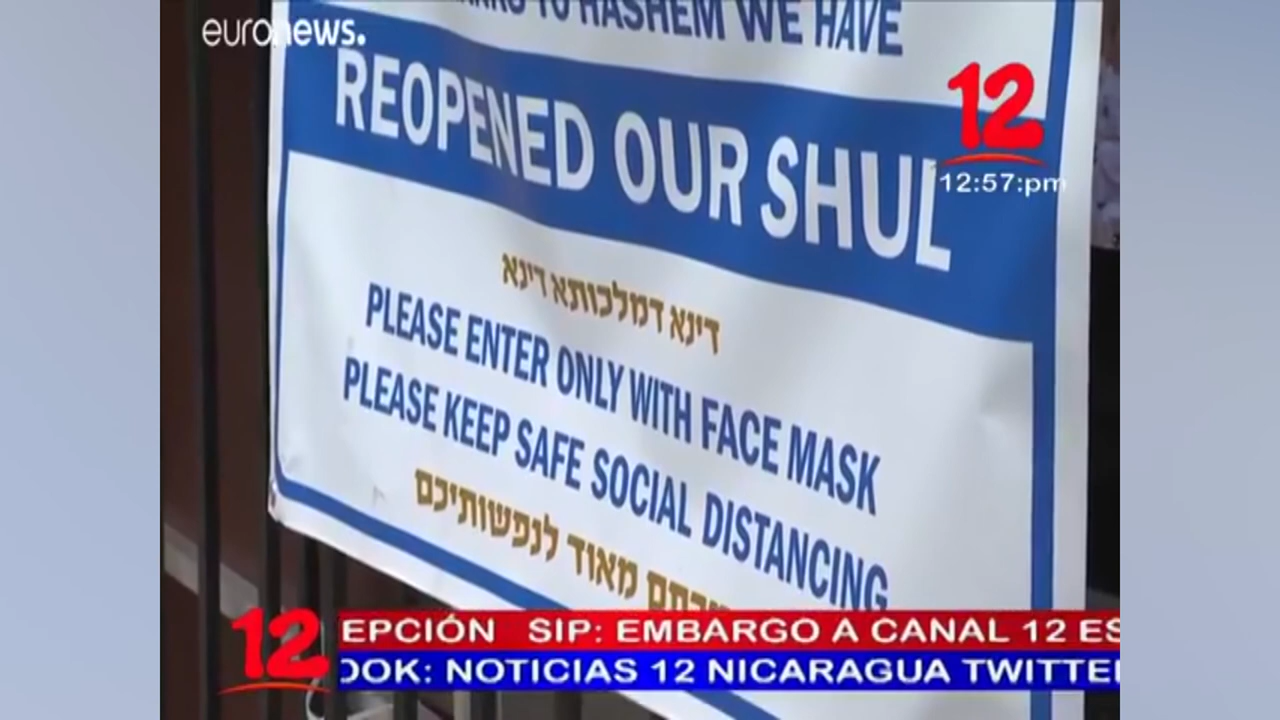 euronews.
TO HASHEM WE HAVE
REOPENED OUR SHUL
12
12:57:pm
דינא דמלכותא דינא
PLEASE ENTER ONLY WITH FACE MASK
PLEASE KEEP SAFE SOCIAL DISTANCING
מאוד לנפשותיכם
12
EPCIÓN SIP: EMBARGO A CANAL 12 ES
OOK: NOTICIAS 12 NICARAGUA TWITTE